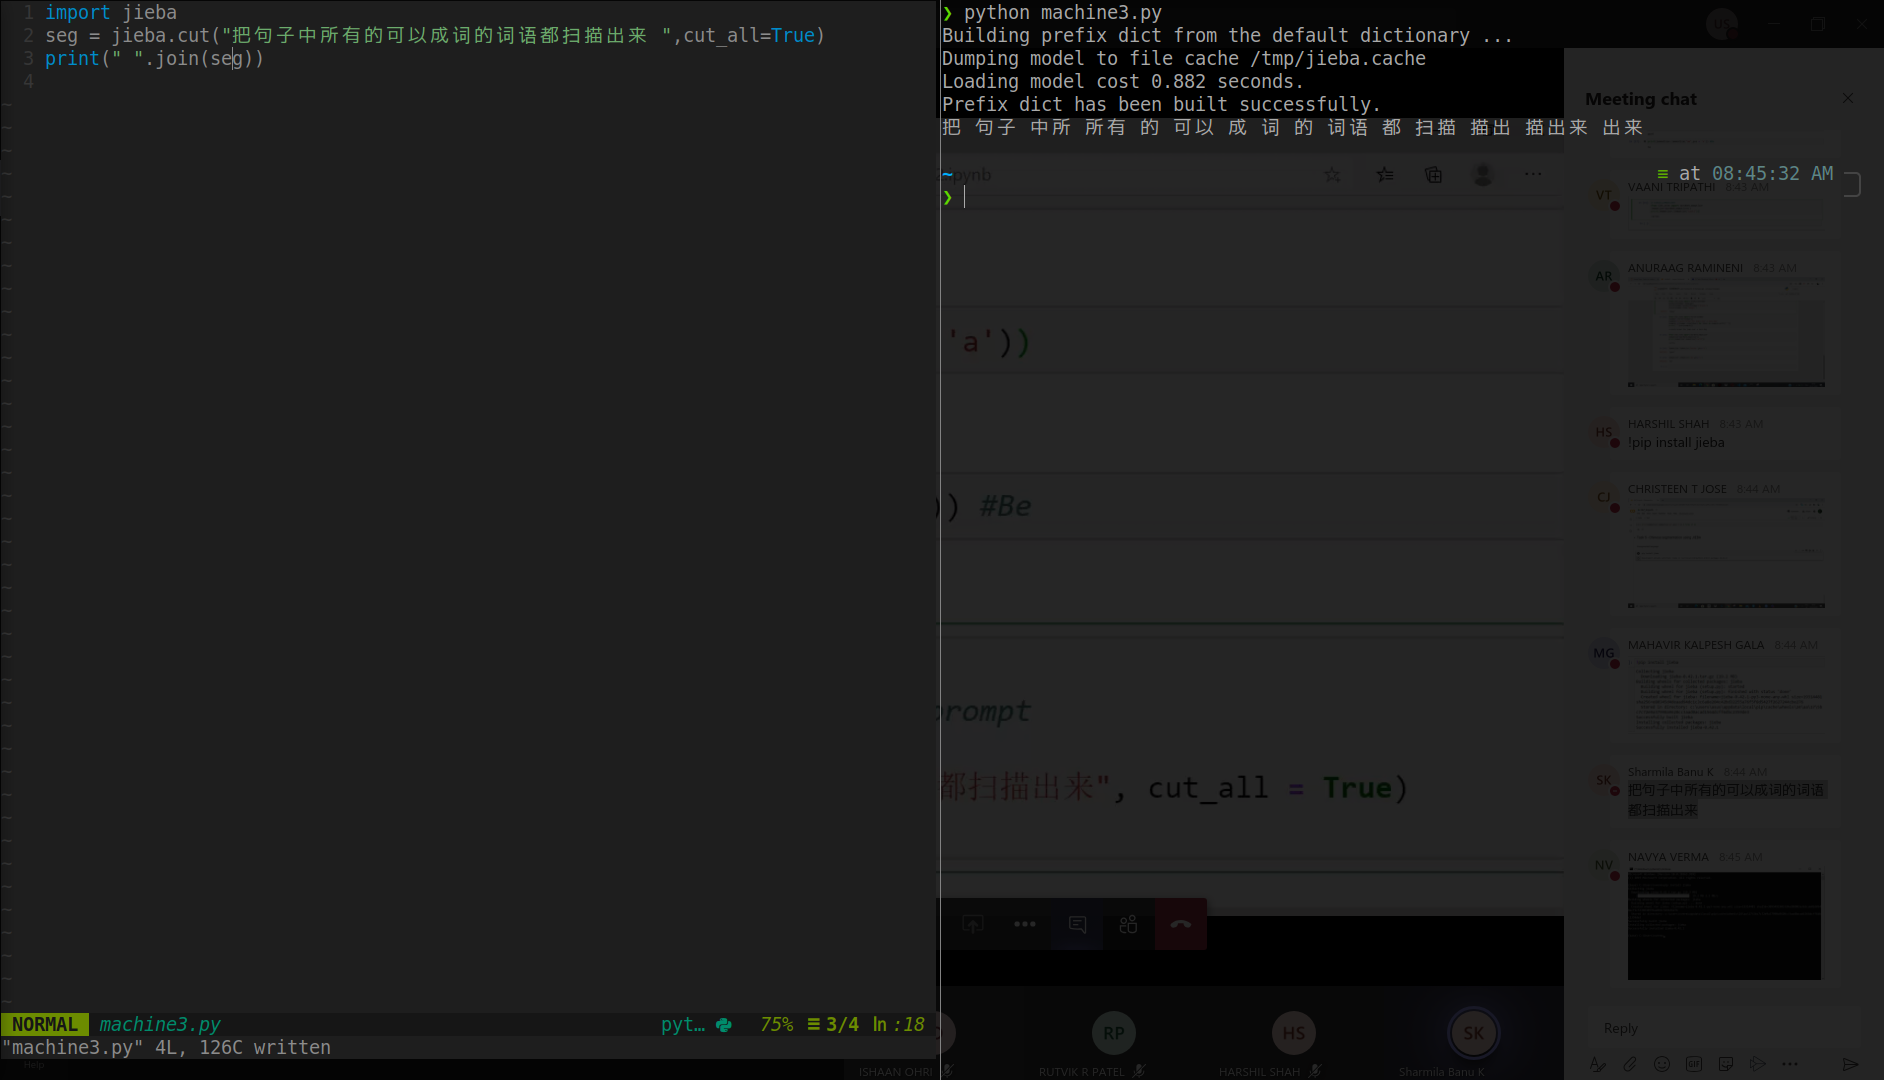 1 import jieba
2 seg = jieba.cut("把句子中所有的可以成词的词语都扫描出来 ",cut_all=True)
3 print(" ".join(seg))
4
NORMAL machine3.py pyt… 75% ☰ 3/4 ln :18
"machine3.py" 4L, 126C written
Help
❯ python machine3.py
Building prefix dict from the default dictionary ...
Dumping model to file cache /tmp/jieba.cache
Loading model cost 0.882 seconds.
Prefix dict has been built successfully.
把 句子 中所 所有 的 可以 成 词 的 词语 都 扫描 描出 描出来 出来
~
≡ at 08:45:32 AM
❯
pynb
'a'))
)) #Be
prompt
都扫描出来", cut_all = True)
ISHAAN OHRI
RP
RUTVIK R PATEL
HS
HARSHIL SHAH
SK
Sharmila Banu K
Meeting chat
VT
VAANI TRIPATHI 8:43 AM
AR
ANURAAG RAMINENI 8:43 AM
HS
HARSHIL SHAH 8:43 AM
!pip install jieba
CJ
CHRISTEEN T JOSE 8:44 AM
MG
MAHAVIR KALPESH GALA 8:44 AM
SK
Sharmila Banu K 8:44 AM
把句子中所有的可以成词的词语
都扫描出来
NV
NAVYA VERMA 8:45 AM
Reply
GIF